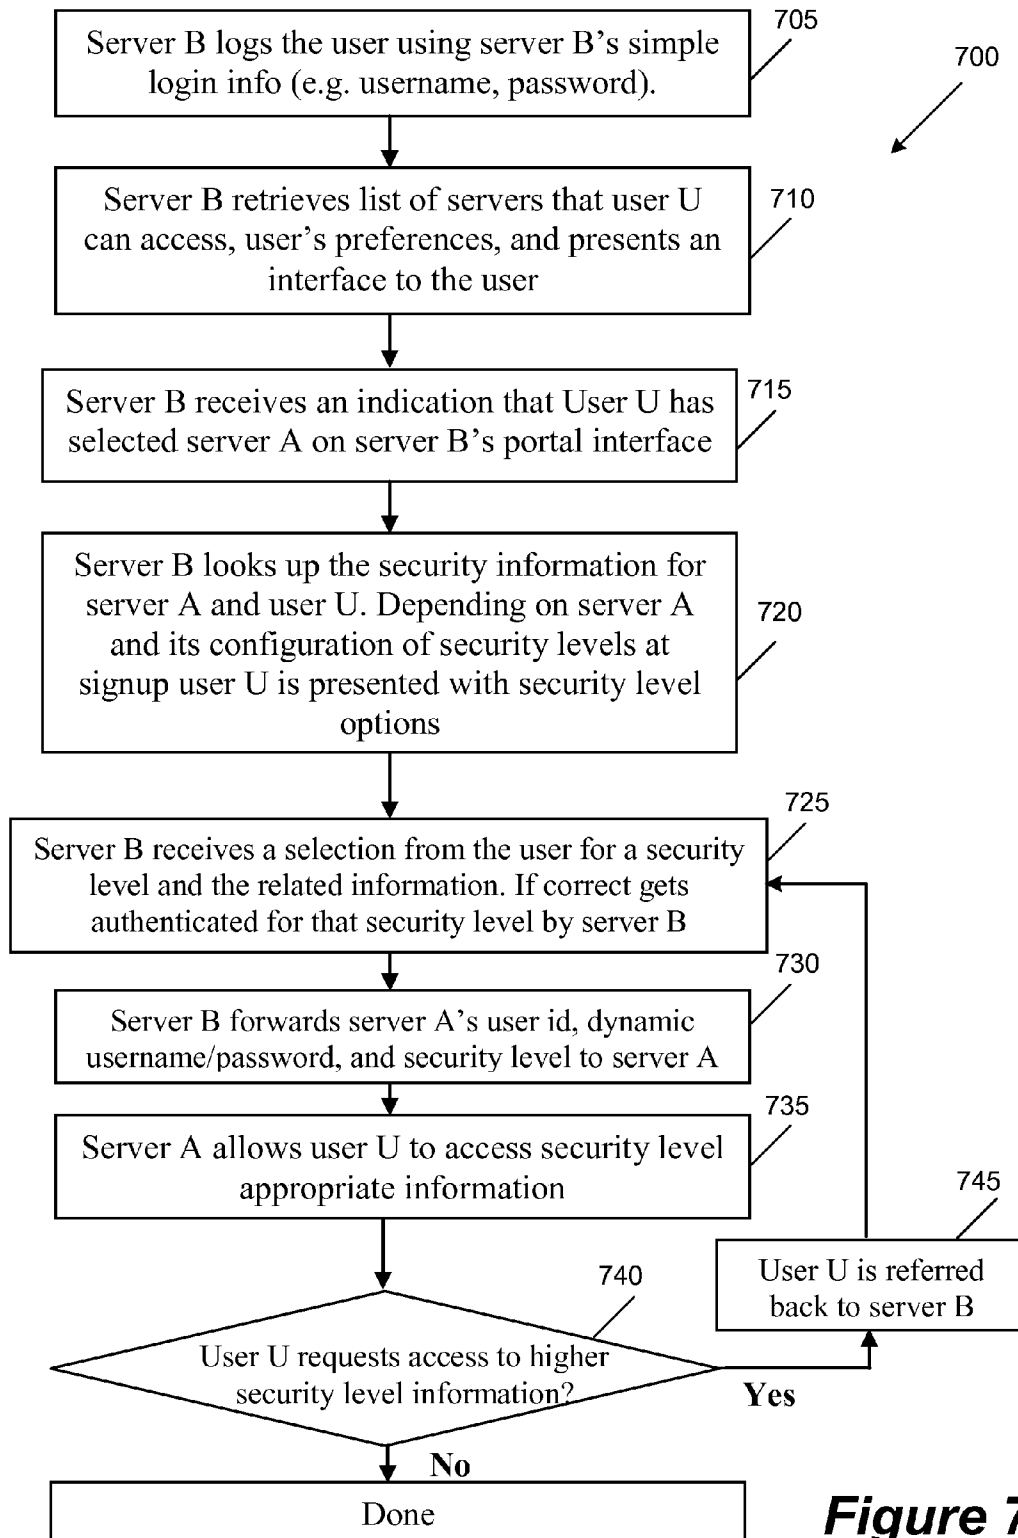 Server B logs the user using server B's simple
login info (e.g. username, password).
705
700
Server B retrieves list of servers that user U
can access, user's preferences, and presents an
interface to the user
710
Server B receives an indication that User U has
selected server A on server B's portal interface
715
Server B looks up the security information for
server A and user U. Depending on server A
and its configuration of security levels at
signup user U is presented with security level
options
720
725
Server B receives a selection from the user for a security
level and the related information. If correct gets
authenticated for that security level by server B
730
Server B forwards server A's user id, dynamic
username/password, and security level to server A
735
Server A allows user U to access security level
appropriate information
745
User U is referred
back to server B
740
User U requests access to higher
security level information?
Yes
No
Done
Figure 7